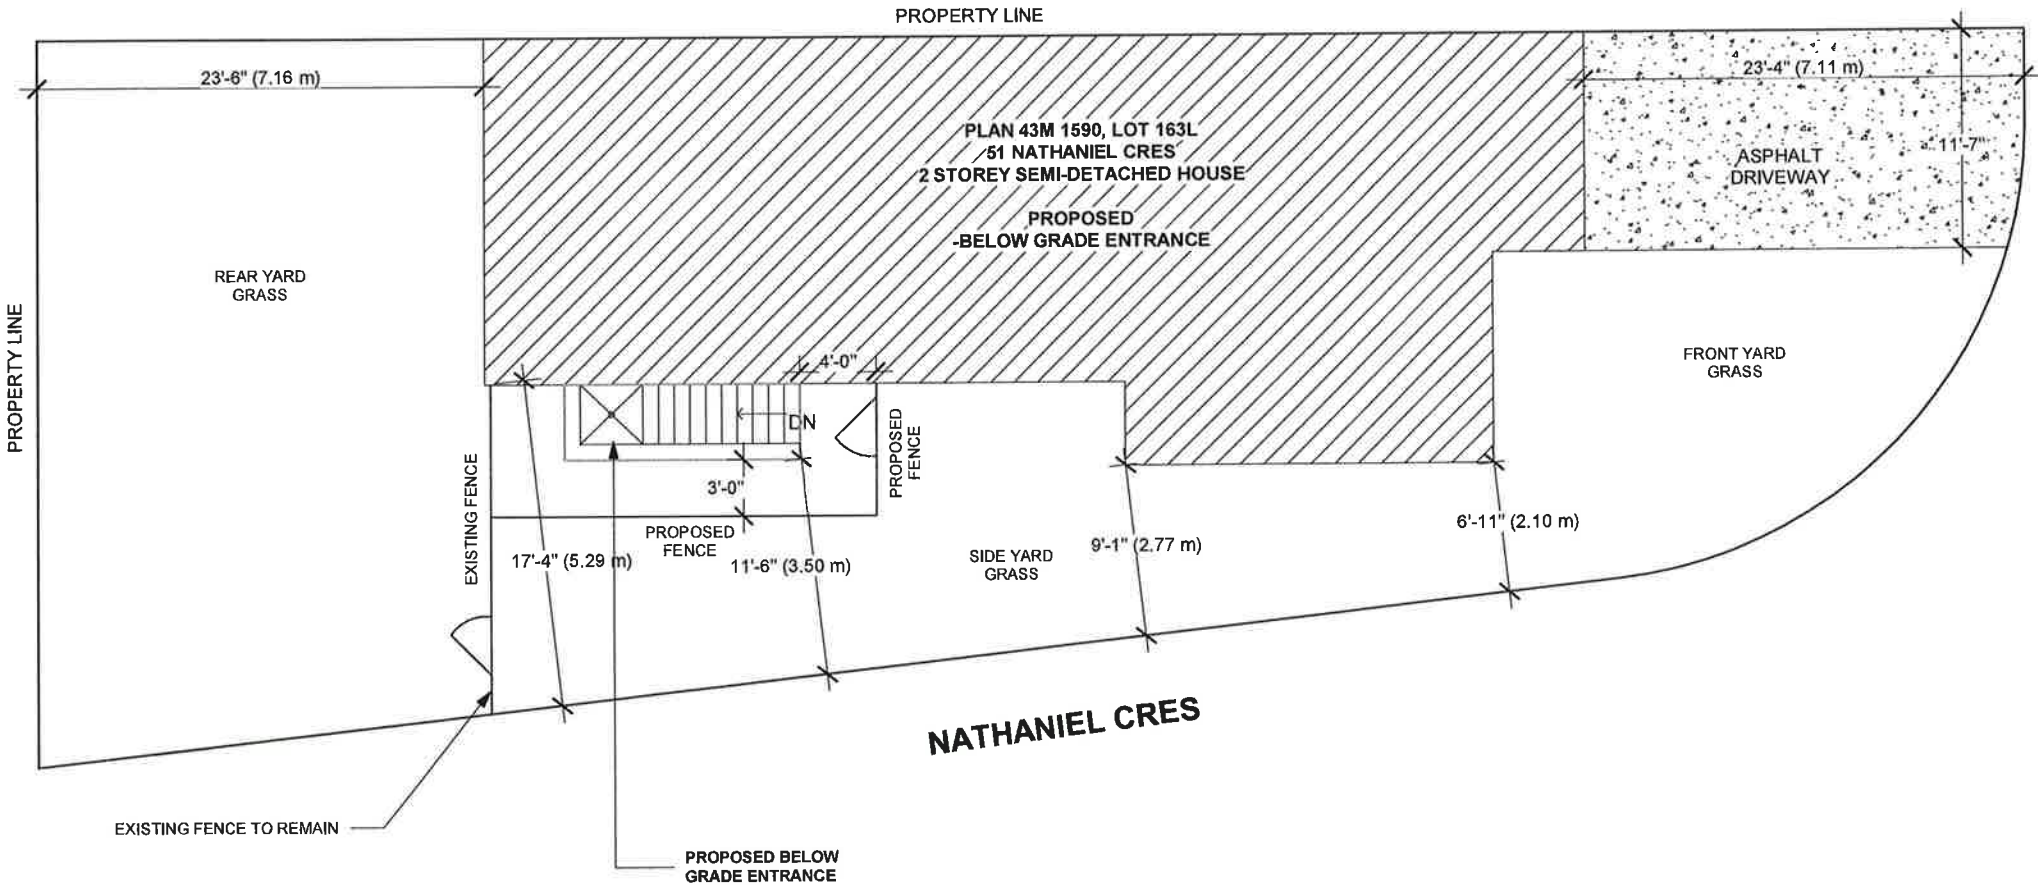 PROPERTY LINE
23'-6" (7.16 m)
23'-4" (7.11 m)
PLAN 43M 1590, LOT 163L
51 NATHANIEL CRES
2 STOREY SEMI-DETACHED HOUSE
PROPOSED
-BELOW GRADE ENTRANCE
11'-7"
ASPHALT
DRIVEWAY
REAR YARD
GRASS
PROPERTY LINE
4'-0"
FRONT YARD
GRASS
DN
PROPOSED
FENCE
EXISTING FENCE
3'-0"
PROPOSED
FENCE
17'-4" (5.29 m)
11'-6" (3.50 m)
SIDE YARD
GRASS
9'-1" (2.77 m)
6'-11" (2.10 m)
NATHANIEL CRES
EXISTING FENCE TO REMAIN
PROPOSED BELOW
GRADE ENTRANCE